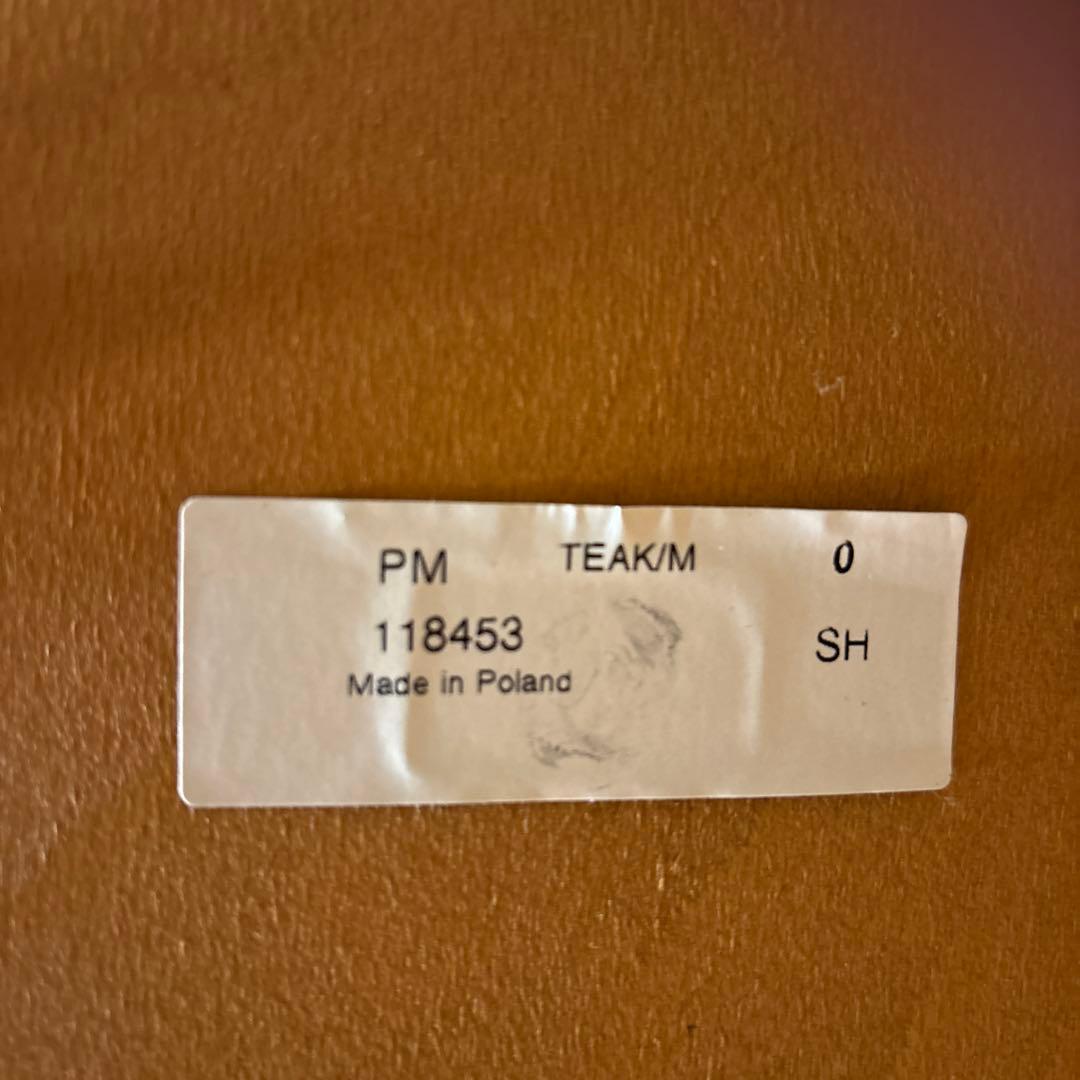 PM TEAK/M 0
118453 SH
Made in Poland